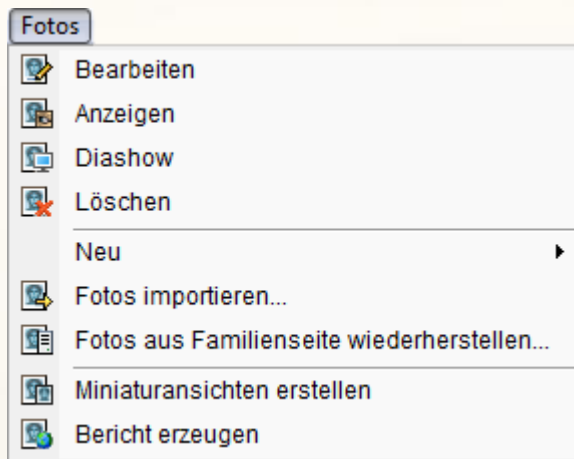 Fotos
Bearbeiten
Anzeigen
Diashow
Löschen
Neu
Fotos importieren...
Fotos aus Familienseite wiederherstellen...
Miniaturansichten erstellen
Bericht erzeugen